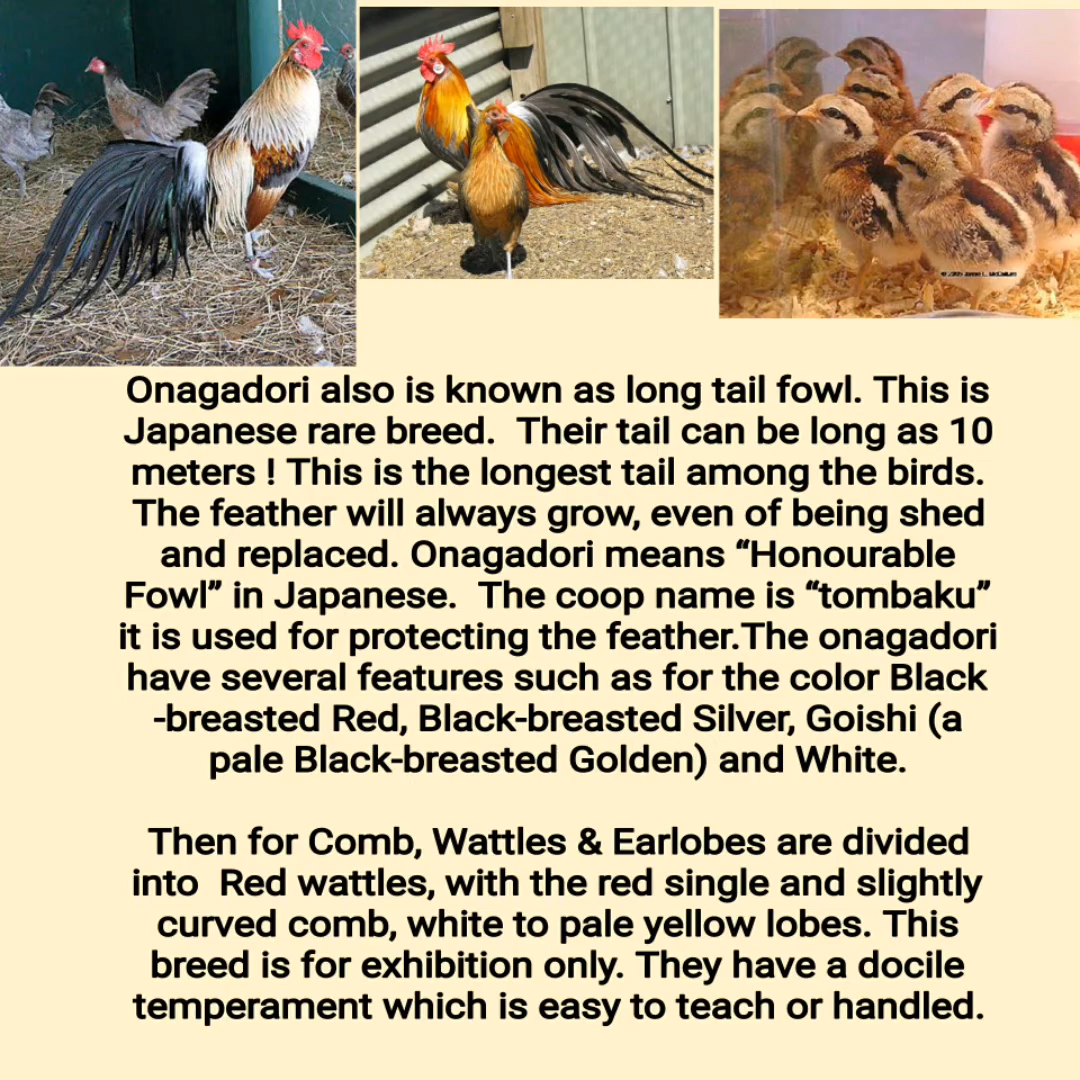 © 2005 James L. McCallum
Onagadori also is known as long tail fowl. This is
Japanese rare breed.  Their tail can be long as 10
meters ! This is the longest tail among the birds.
The feather will always grow, even of being shed
and replaced. Onagadori means “Honourable
Fowl” in Japanese.  The coop name is “tombaku”
it is used for protecting the feather.The onagadori
have several features such as for the color Black
-breasted Red, Black-breasted Silver, Goishi (a
pale Black-breasted Golden) and White.
Then for Comb, Wattles & Earlobes are divided
into  Red wattles, with the red single and slightly
curved comb, white to pale yellow lobes. This
breed is for exhibition only. They have a docile
temperament which is easy to teach or handled.